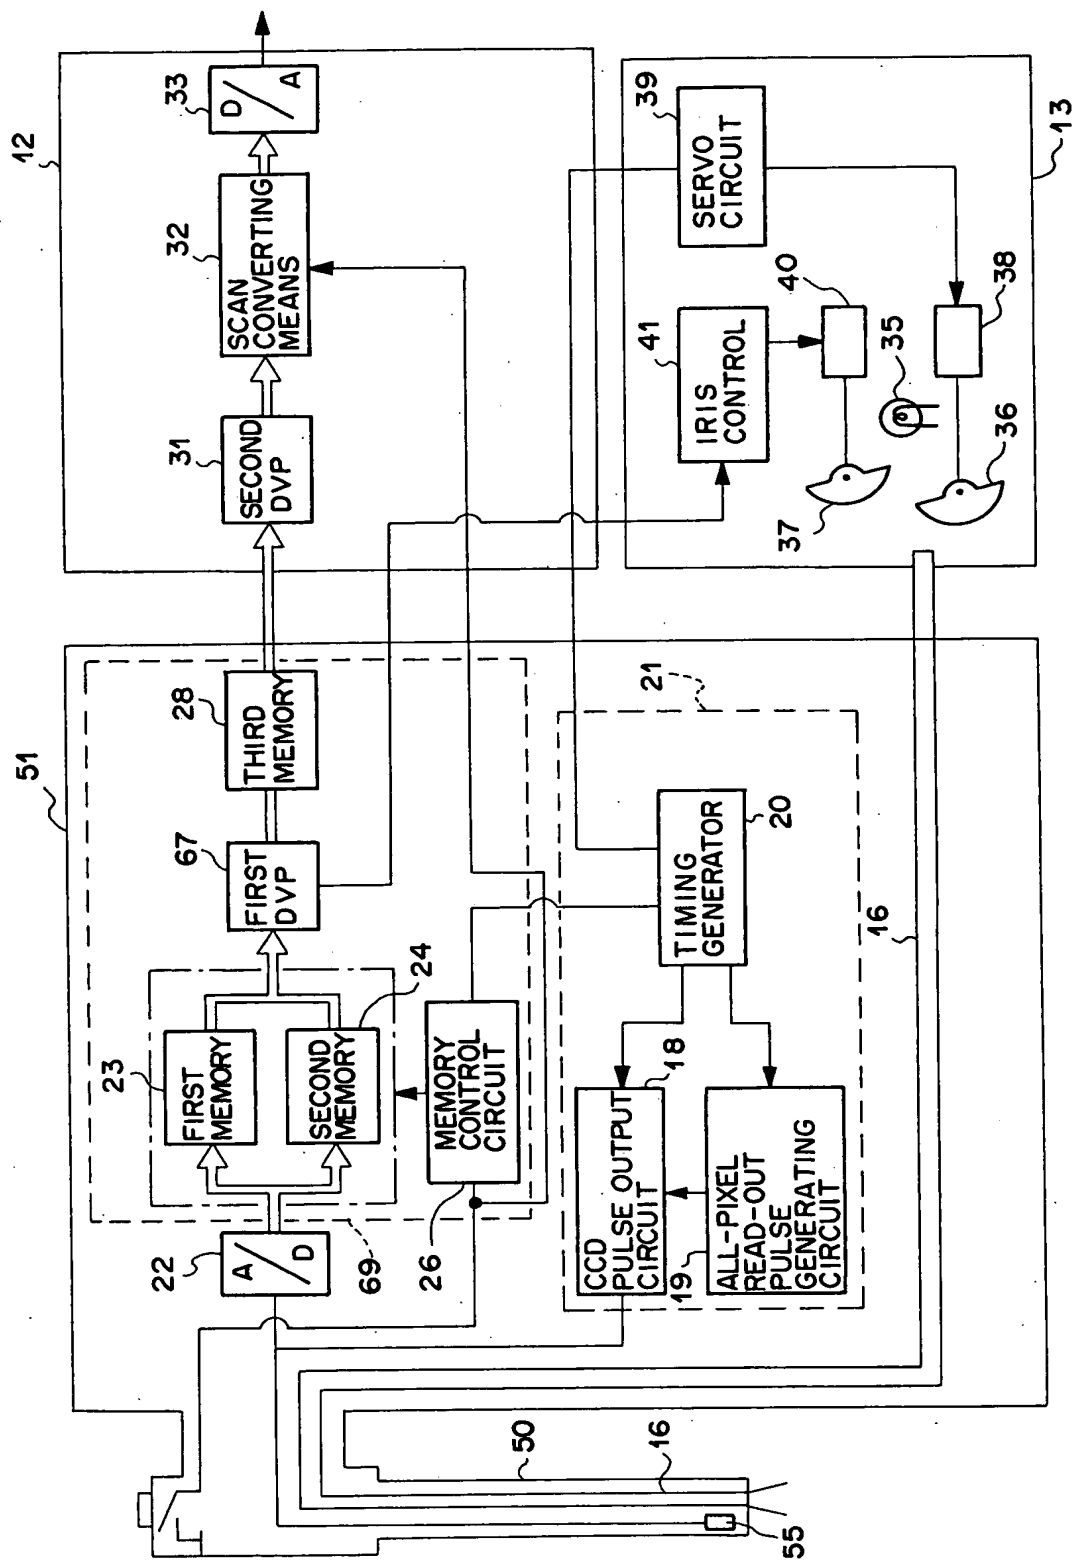 12
33
D
/
A
32
SCAN
CONVERTING
MEANS
31
SECOND
DVP
39
SERVO
CIRCUIT
13
41
IRIS
CONTROL
40
35
38
37
36
51
28
THIRD
MEMORY
67
FIRST
DVP
23
FIRST
MEMORY
24
SECOND
MEMORY
26
MEMORY
CONTROL
CIRCUIT
22
A
/
D
69
21
20
TIMING
GENERATOR
18
CCD
PULSE OUTPUT
CIRCUIT
19
ALL-PIXEL
READ-OUT
PULSE
GENERATING
CIRCUIT
16
50
16
55